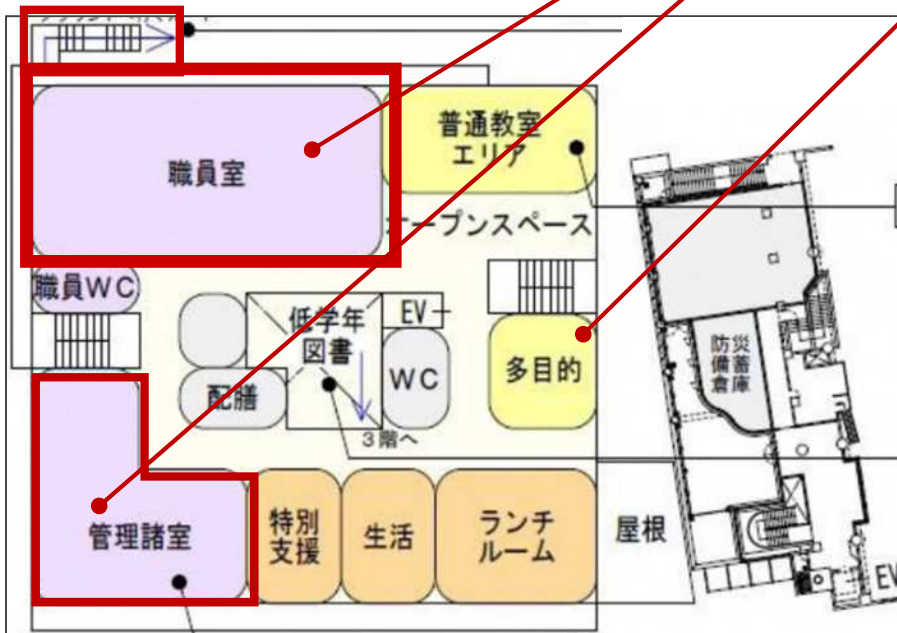 職員室
普通教室
エリア
オープンスペース
職員WC
低学年
図書
EV
WC
配膳
多目的
3階へ
防災
備蓄
倉庫
管理諸室
特別
支援
生活
ランチ
ルーム
屋根
EV